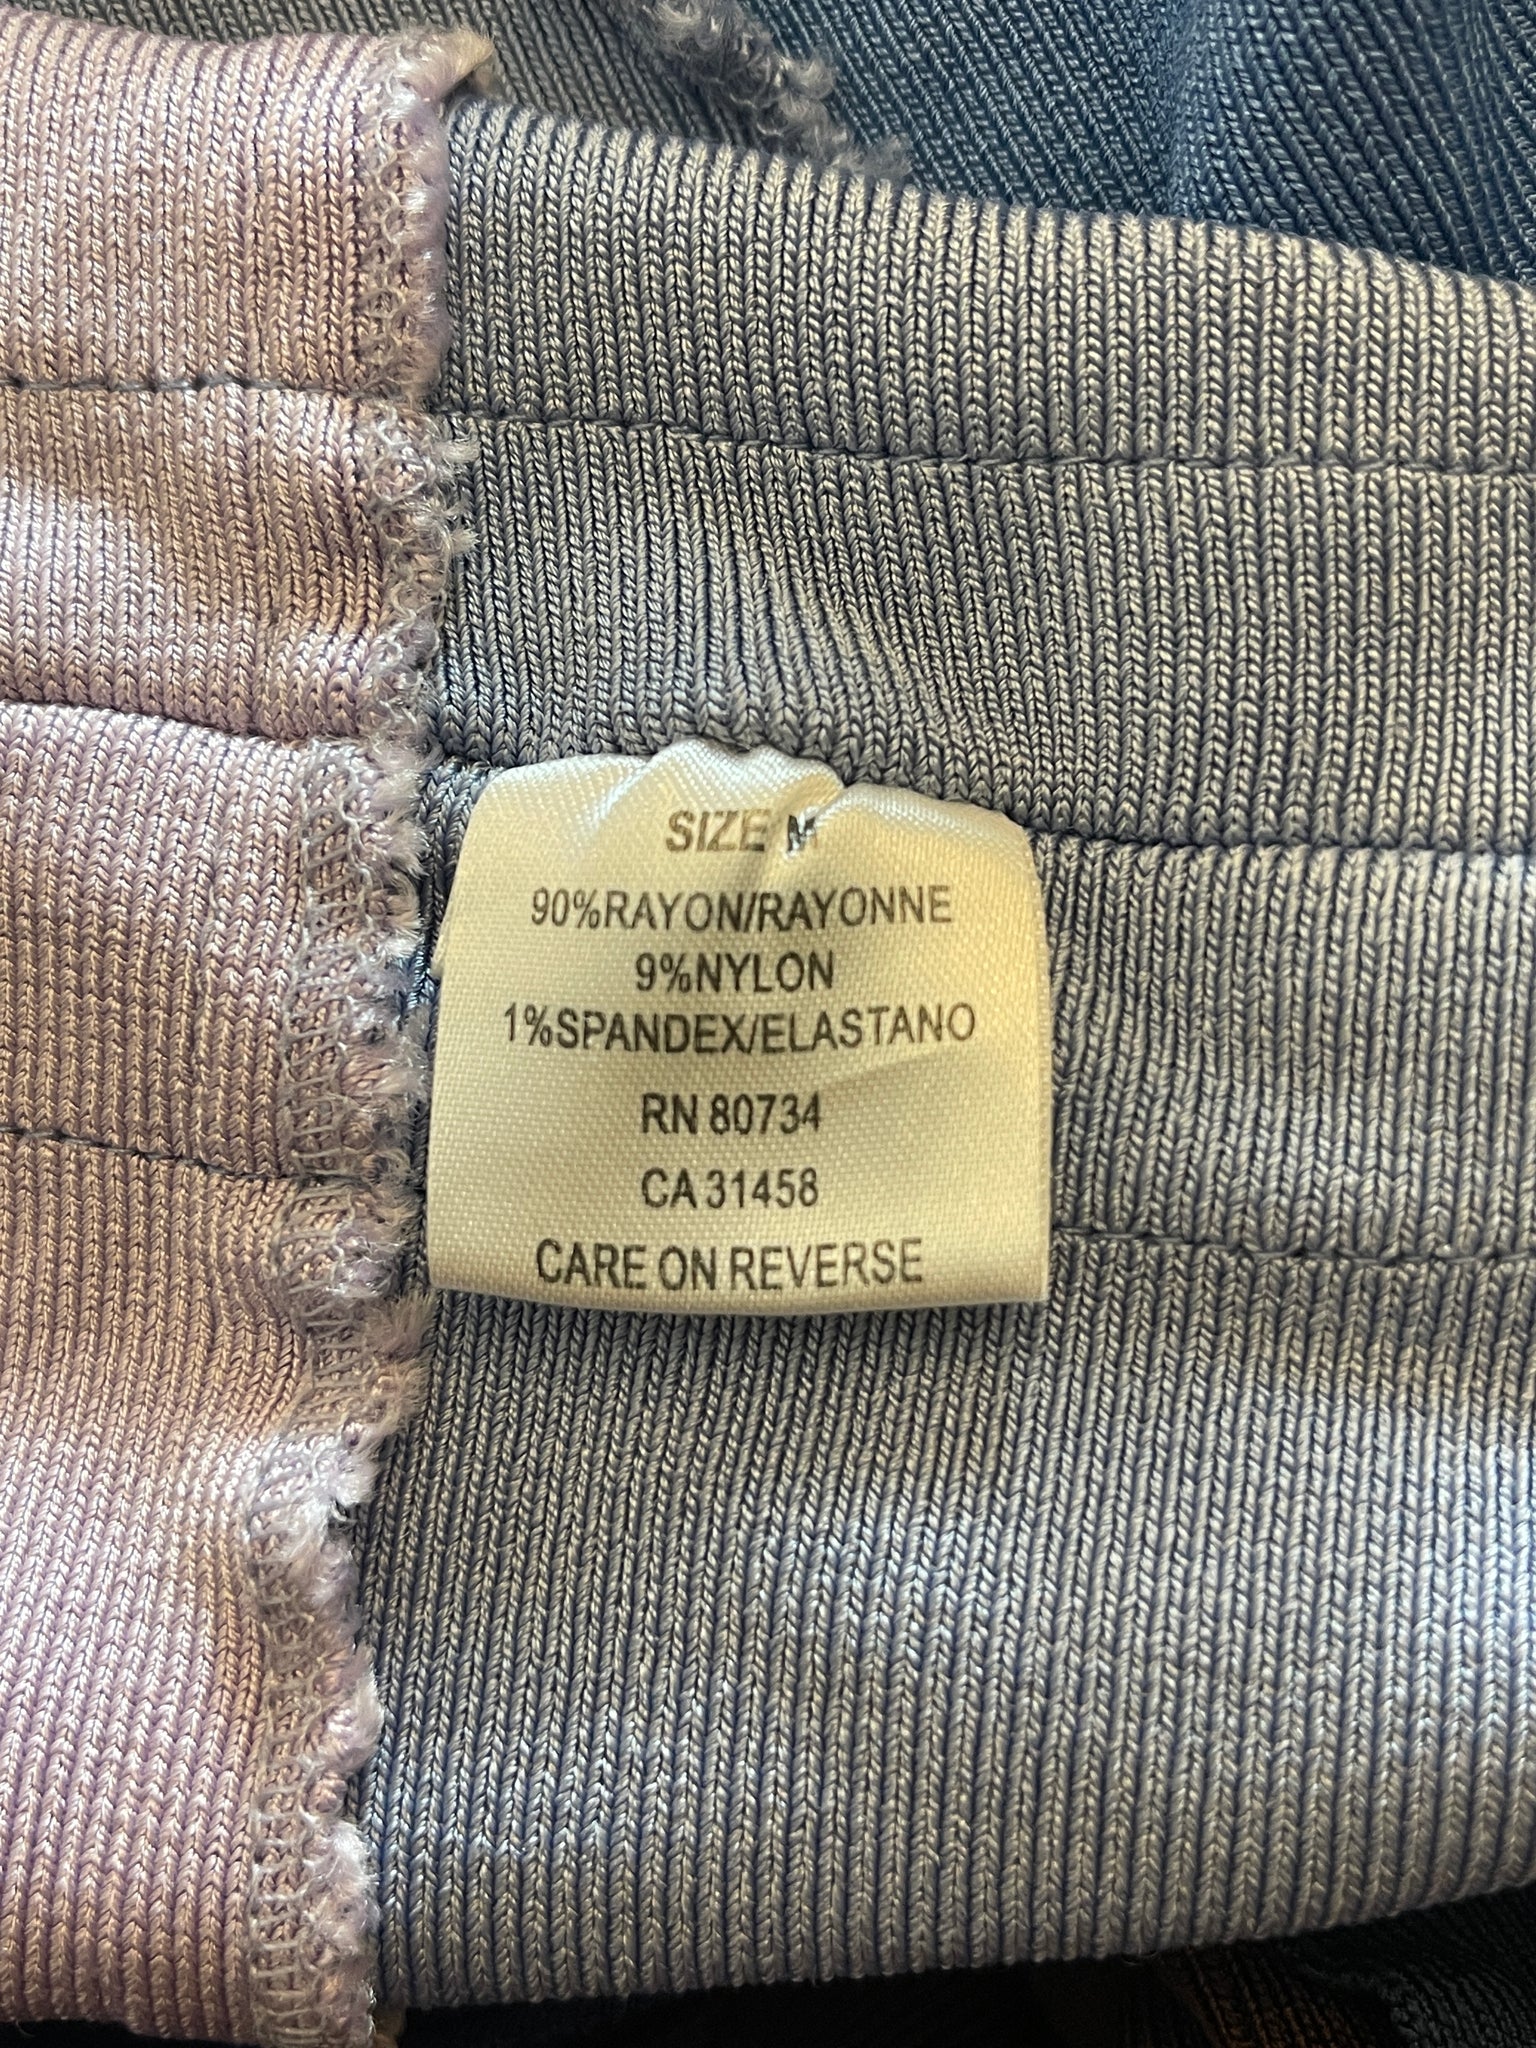 SIZE M
90%RAYON/RAYONNE
9%NYLON
1%SPANDEX/ELASTANO
RN 80734
CA 31458
CARE ON REVERSE